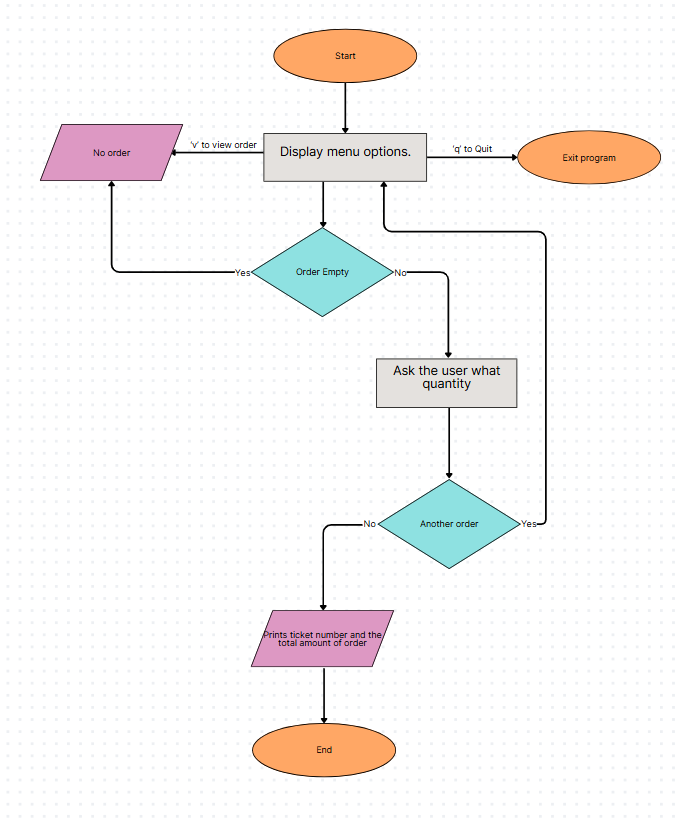 Start
No order
'v' to view order
Display menu options.
'q' to Quit
Exit program
Yes
Order Empty
No
Ask the user what
quantity
No
Another order
Yes
Prints ticket number and the
total amount of order
End